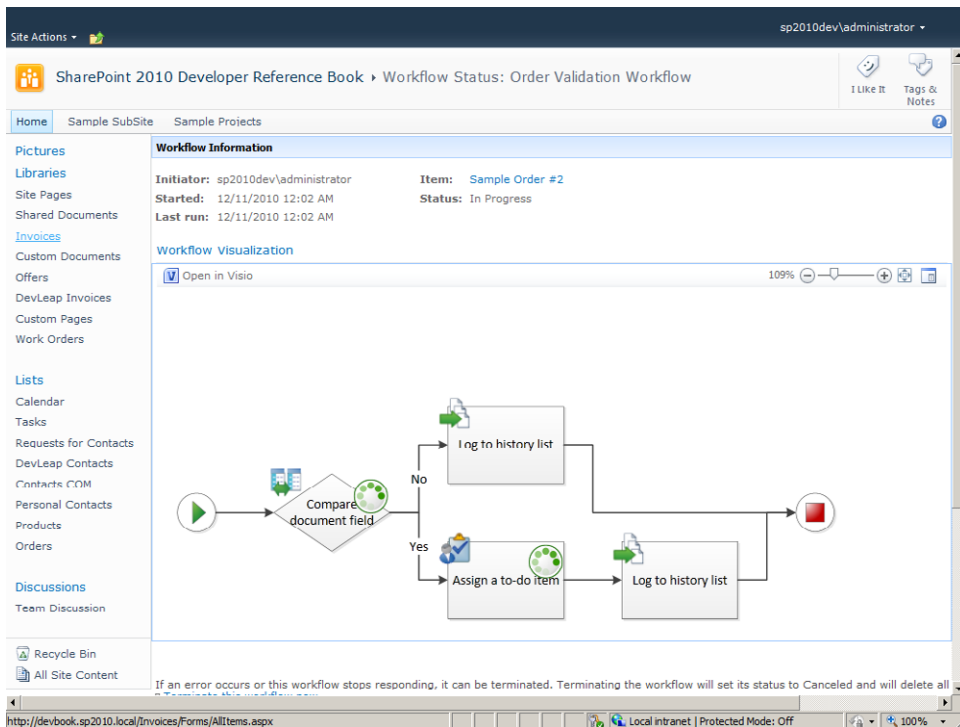 sp2010dev\administrator
Site Actions
SharePoint 2010 Developer Reference Book › Workflow Status: Order Validation Workflow
I Like It
Tags &
Notes
Home Sample SubSite Sample Projects
Pictures
Libraries
Site Pages
Shared Documents
Invoices
Custom Documents
Offers
DevLeap Invoices
Custom Pages
Work Orders
Lists
Calendar
Tasks
Requests for Contacts
DevLeap Contacts
Contacts COM
Personal Contacts
Products
Orders
Discussions
Team Discussion
Recycle Bin
All Site Content
Workflow Information
Initiator: sp2010dev\administrator Item: Sample Order #2
Started: 12/11/2010 12:02 AM Status: In Progress
Last run: 12/11/2010 12:02 AM
Workflow Visualization
Open in Visio 109%
Log to history list
No
Compare
document field
Yes
Assign a to-do item
Log to history list
If an error occurs or this workflow stops responding, it can be terminated. Terminating the workflow will set its status to Canceled and will delete all
Terminate this workflow now.
http://devbook.sp2010.local/Invoices/Forms/AllItems.aspx Local intranet | Protected Mode: Off 100%